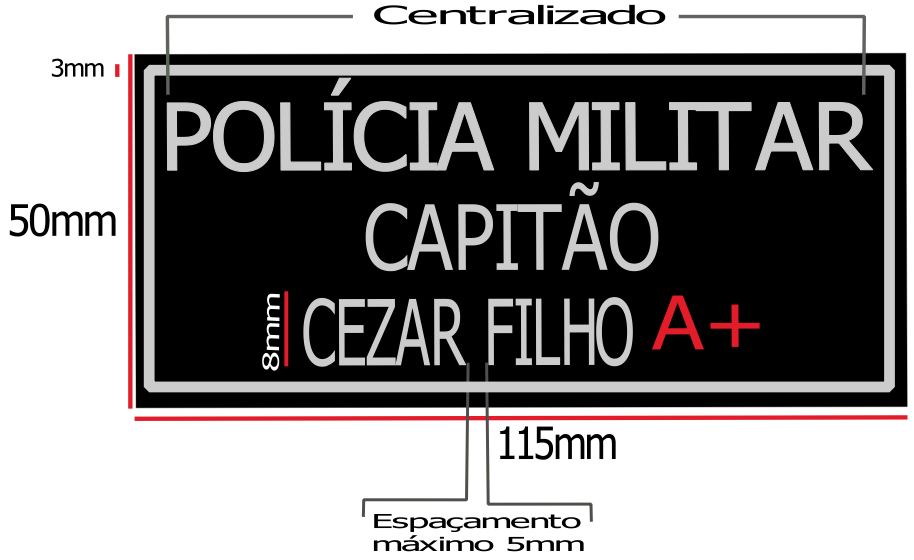 Centralizado
3mm
POLÍCIA MILITAR
50mm
CAPITÃO
8mm
CEZAR FILHO A+
115mm
Espaçamento
máximo 5mm